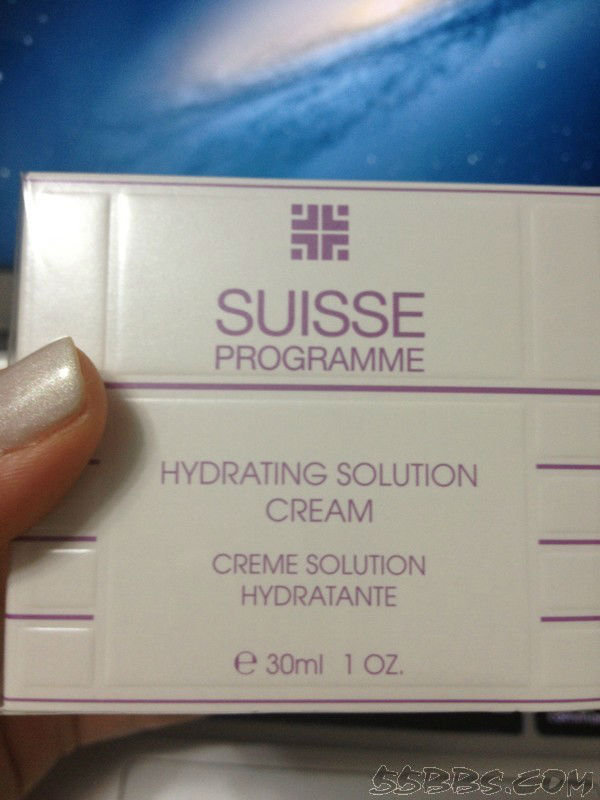 SUISSE
PROGRAMME
HYDRATING SOLUTION
CREAM
CREME SOLUTION
HYDRATANTE
℮ 30ml 1 OZ.
55BBS.COM